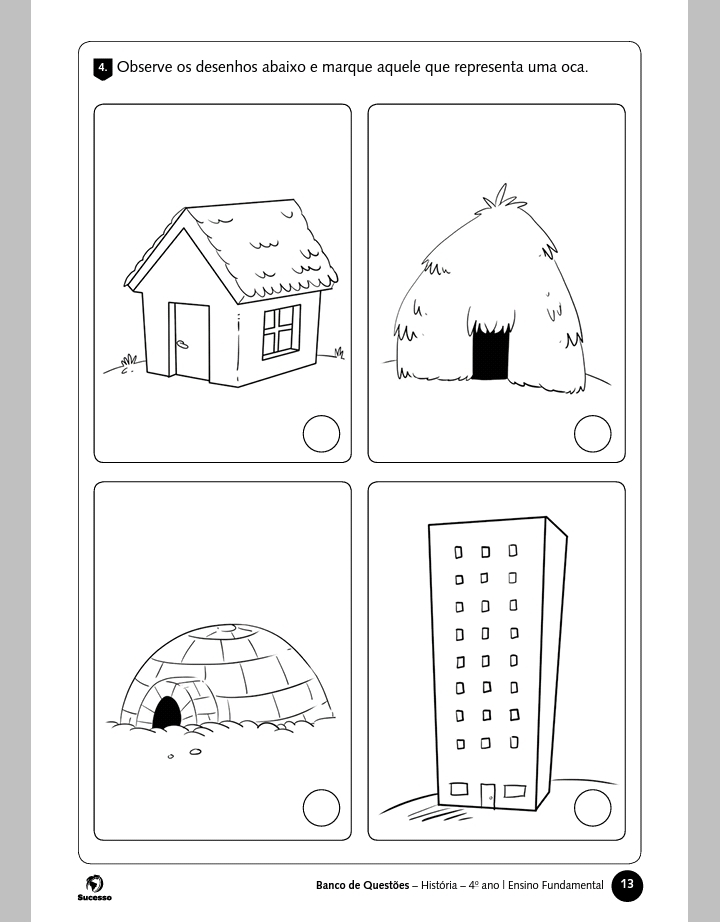 4. Observe os desenhos abaixo e marque aquele que representa uma oca.
Sucesso
Banco de Questões – História – 4º ano | Ensino Fundamental 13